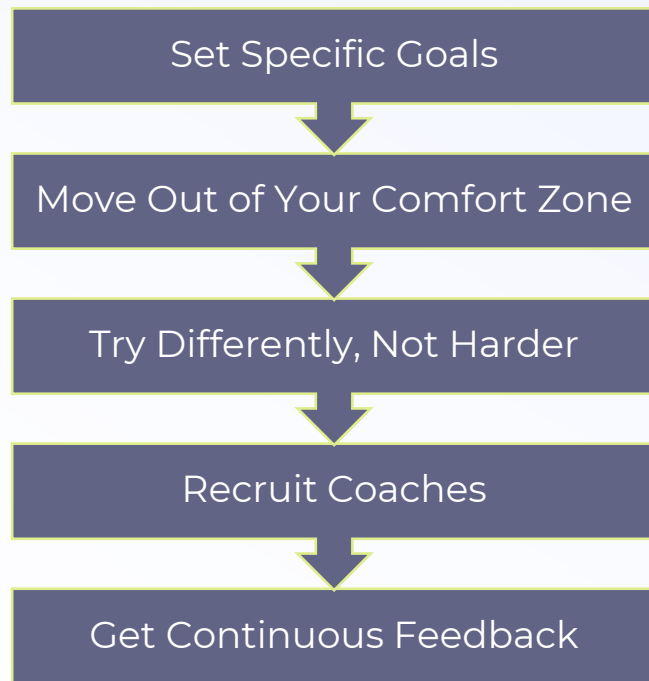 Set Specific Goals
Move Out of Your Comfort Zone
Try Differently, Not Harder
Recruit Coaches
Get Continuous Feedback